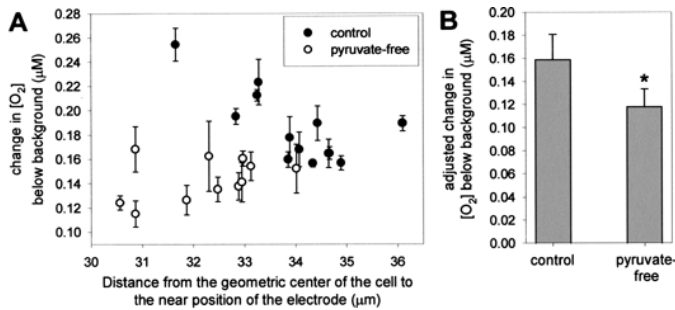 A
0.28
0.26
0.24
0.22
0.20
0.18
0.16
0.14
0.12
0.10
change in [O2]
below background (μM)
control
pyruvate-free
30 31 32 33 34 35 36
Distance from the geometric center of the cell to
the near position of the electrode (μm)
B
0.20
0.18
0.16
0.14
0.12
0.10
0.08
0.06
0.04
0.02
0.00
adjusted change in
[O2] below background (μM)
*
control pyruvate-
free